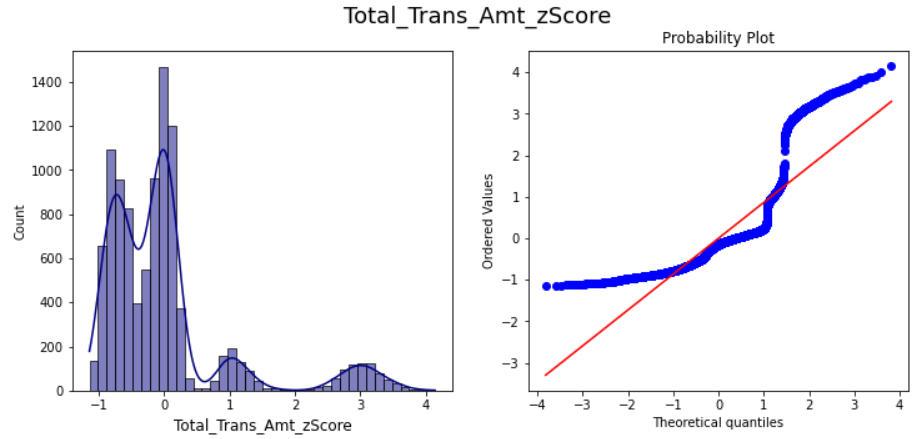 Total_Trans_Amt_zScore
Count
1400
1200
1000
800
600
400
200
0
−1 0 1 2 3 4
Total_Trans_Amt_zScore
Probability Plot
Ordered Values
4
3
2
1
0
−1
−2
−3
−4 −3 −2 −1 0 1 2 3 4
Theoretical quantiles